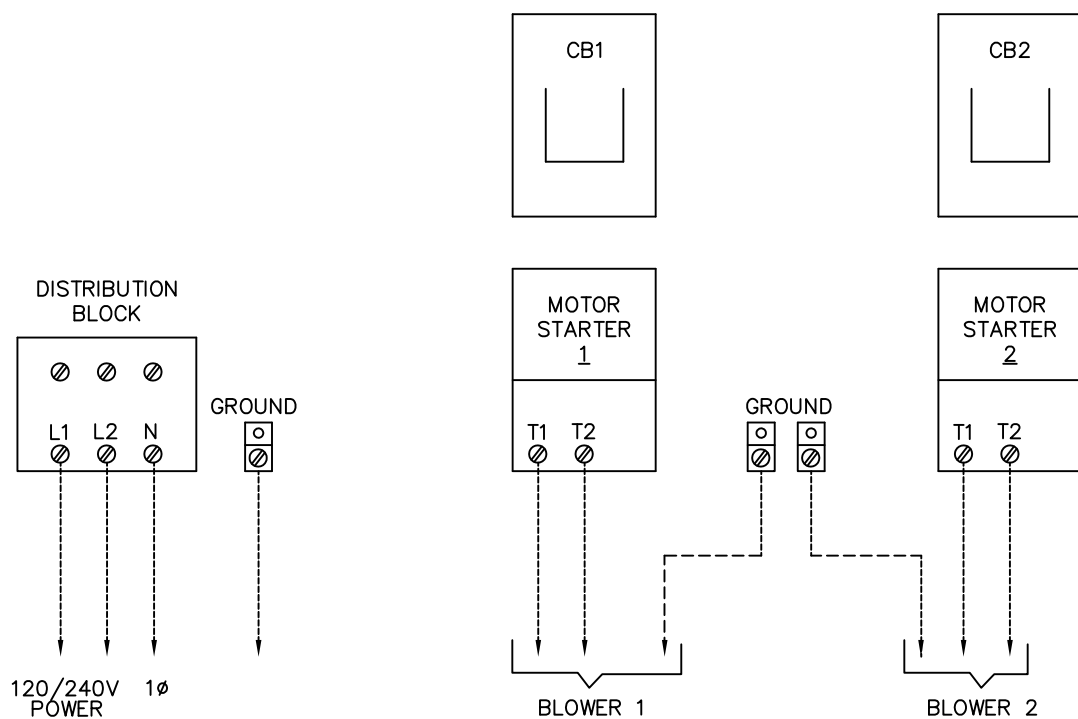 CB1
CB2
DISTRIBUTION
BLOCK
L1 L2 N
GROUND
MOTOR
STARTER
1
T1 T2
GROUND
MOTOR
STARTER
2
T1 T2
120/240V 1ø
POWER
BLOWER 1
BLOWER 2